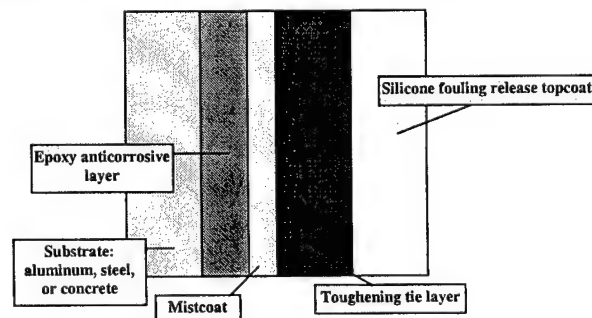 Silicone fouling release topcoat
Epoxy anticorrosive
layer
Substrate:
aluminum, steel,
or concrete
Mistcoat
Toughening tie layer